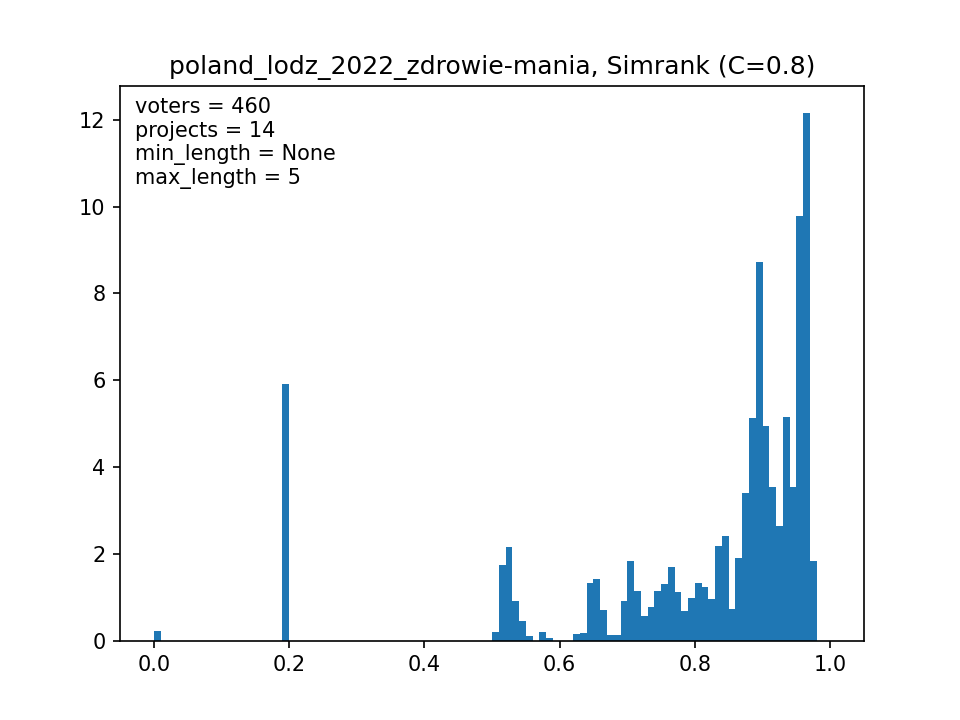 poland_lodz_2022_zdrowie-mania, Simrank (C=0.8)
voters = 460
projects = 14
min_length = None
max_length = 5
12
10
8
6
4
2
0
0.0 0.2 0.4 0.6 0.8 1.0